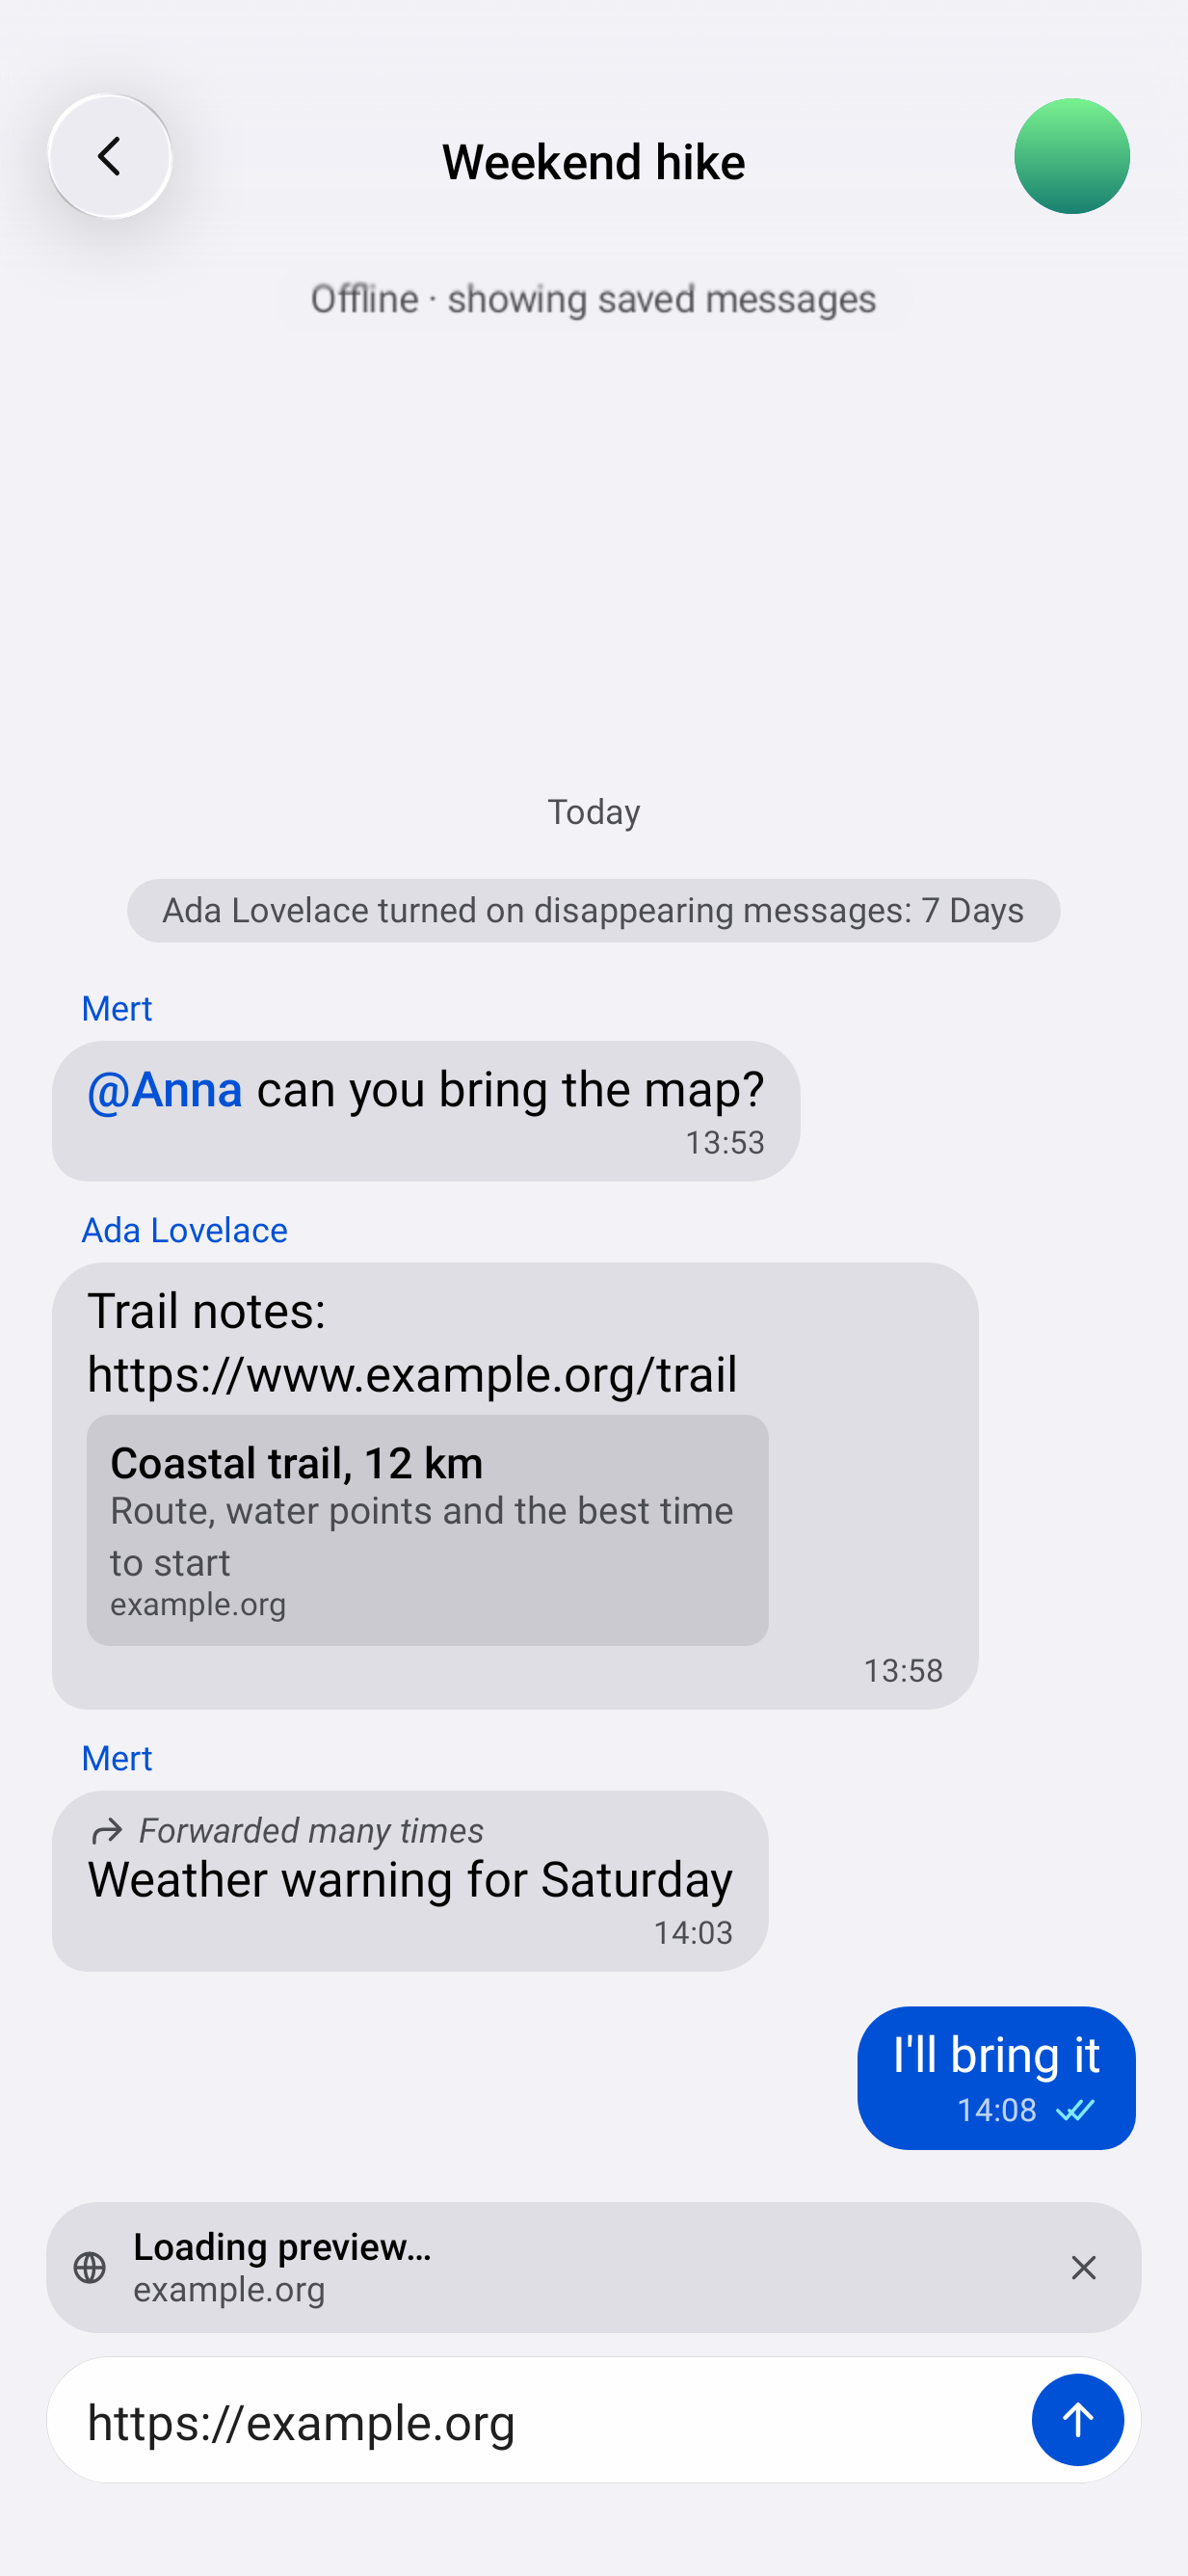 Weekend hike
Offline · showing saved messages
Today
Ada Lovelace turned on disappearing messages: 7 Days
Mert
@Anna can you bring the map?
13:53
Ada Lovelace
Trail notes:
https://www.example.org/trail
Coastal trail, 12 km
Route, water points and the best time
to start
example.org
13:58
Mert
Forwarded many times
Weather warning for Saturday
14:03
I'll bring it
14:08
Loading preview…
example.org
https://example.org